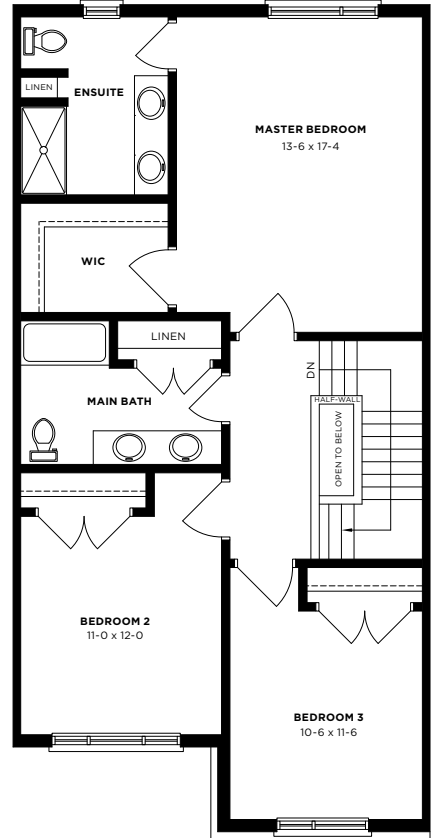 LINEN
ENSUITE
MASTER BEDROOM
13-6 x 17-4
WIC
LINEN
DN
HALF-WALL
MAIN BATH
OPEN TO BELOW
BEDROOM 2
11-0 x 12-0
BEDROOM 3
10-6 x 11-6